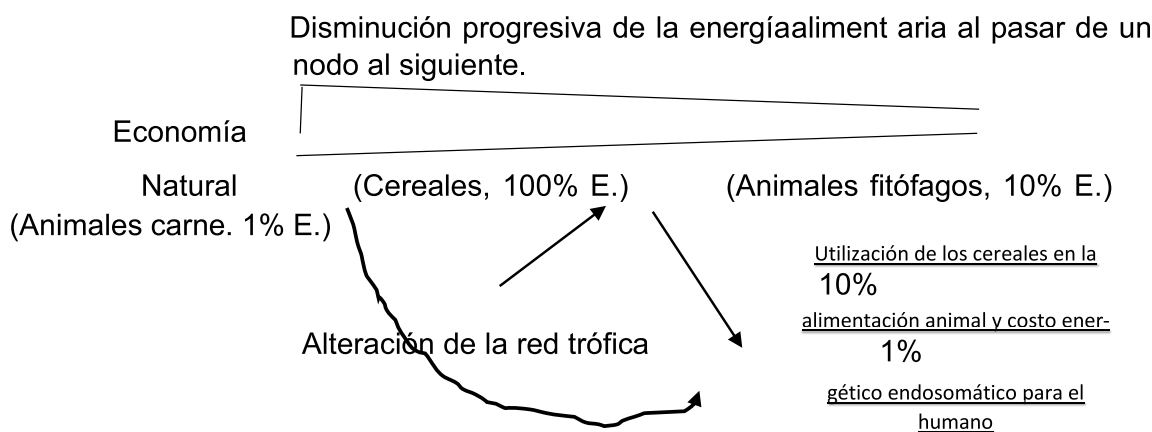 Disminución progresiva de la energíaaliment aria al pasar de un
nodo al siguiente.
Economía
Natural (Cereales, 100% E.) (Animales fitófagos, 10% E.)
(Animales carne. 1% E.)
Utilización de los cereales en la
10%
alimentación animal y costo ener-
Alteración de la red trófica
1%
gético endosomático para el
humano